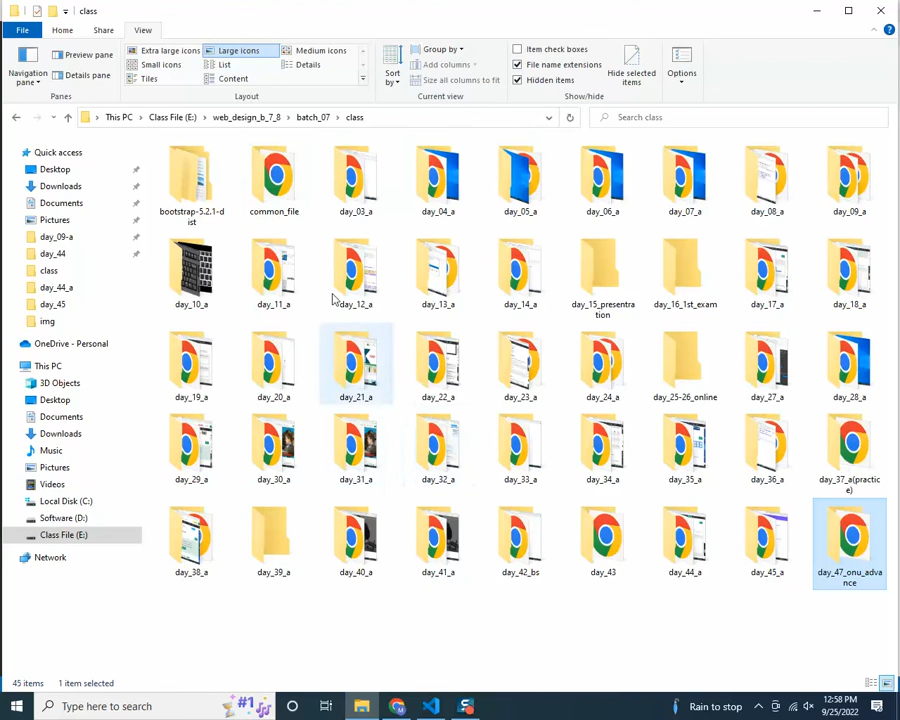 class
File
Home
Share
View
Navigation pane
Preview pane
Details pane
Panes
Extra large icons
Large icons
Medium icons
Small icons
List
Details
Tiles
Content
Layout
Sort by
Group by
Add columns
Size all columns to fit
Current view
Item check boxes
File name extensions
Hidden items
Hide selected items
Show/hide
Options
This PC > Class File (E:) > web_design_b_7_8 > batch_07 > class
Search class
Quick access
Desktop
Downloads
Documents
Pictures
day_09-a
day_44
class
day_44_a
day_45
img
OneDrive - Personal
This PC
3D Objects
Desktop
Documents
Downloads
Music
Pictures
Videos
Local Disk (C:)
Software (D:)
Class File (E:)
Network
bootstrap-5.2.1-dist
common_file
day_03_a
day_04_a
day_05_a
day_06_a
day_07_a
day_08_a
day_09_a
day_10_a
day_11_a
day_12_a
day_13_a
day_14_a
day_15_presentration
day_16_1st_exam
day_17_a
day_18_a
day_19_a
day_20_a
day_21_a
day_22_a
day_23_a
day_24_a
day_25-26_online
day_27_a
day_28_a
day_29_a
day_30_a
day_31_a
day_32_a
day_33_a
day_34_a
day_35_a
day_36_a
day_37_a(practice)
day_38_a
day_39_a
day_40_a
day_41_a
day_42_bs
day_43
day_44_a
day_45_a
day_47_onu_advance
45 items
1 item selected
Type here to search
#1
Rain to stop
12:58 PM
9/25/2022